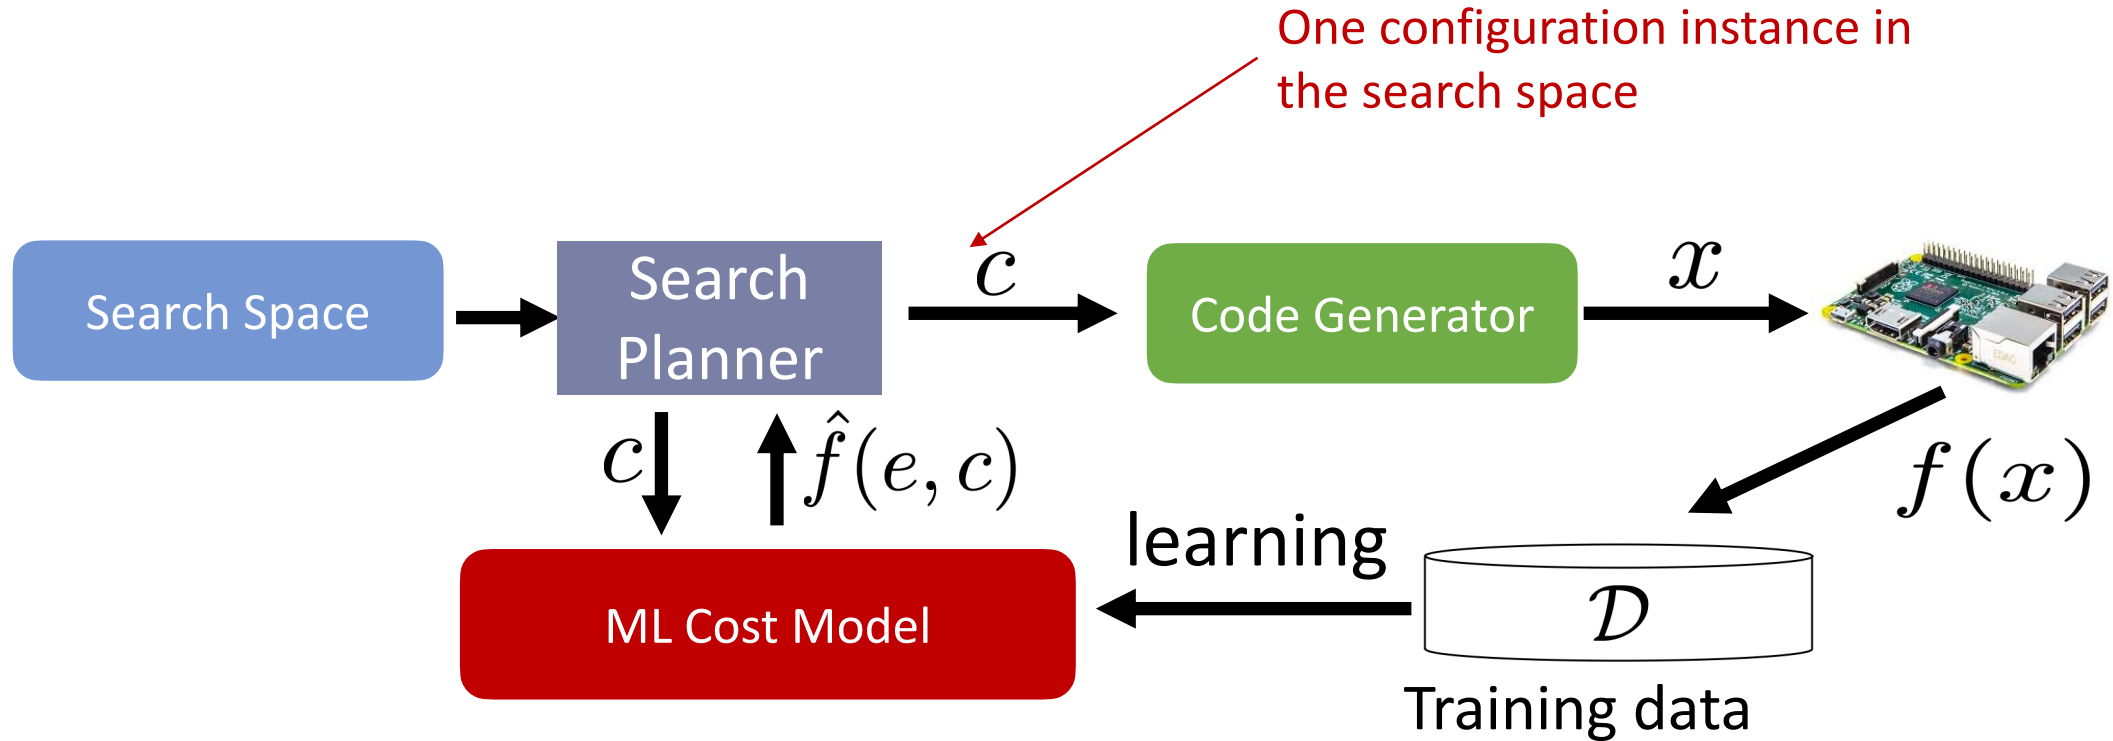 One configuration instance in
the search space
Search Space
Search
Planner
c
Code Generator
x
c
f̂(e, c)
f(x)
learning
ML Cost Model
𝒟
Training data